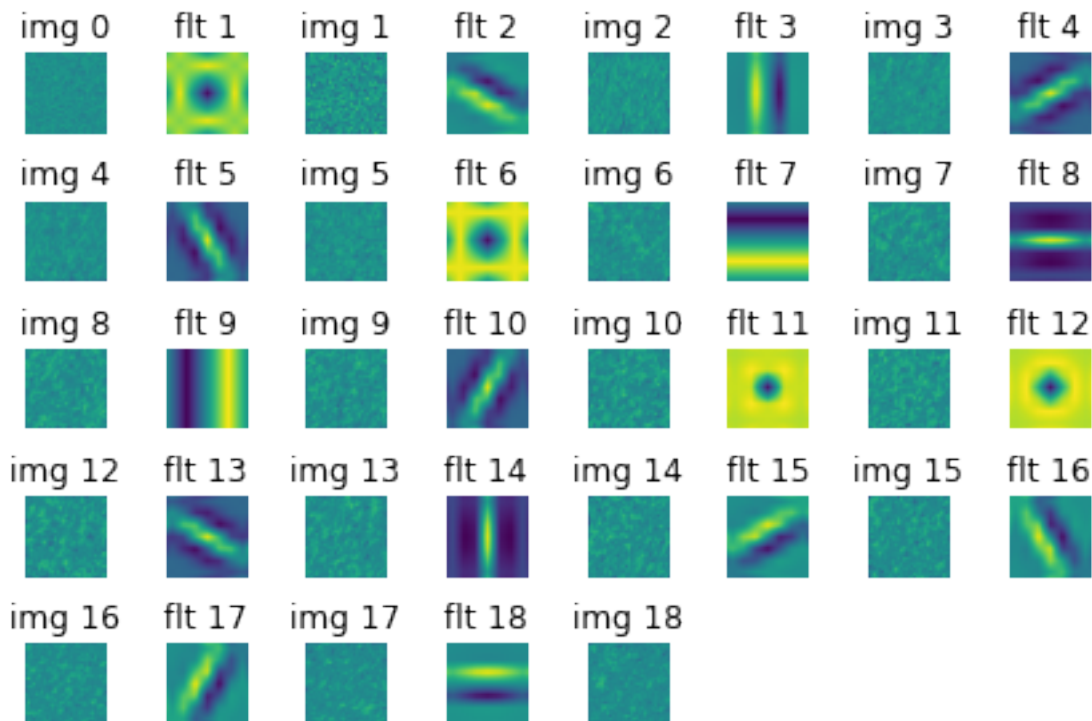 img 0 flt 1 img 1 flt 2 img 2 flt 3 img 3 flt 4
img 4 flt 5 img 5 flt 6 img 6 flt 7 img 7 flt 8
img 8 flt 9 img 9 flt 10 img 10 flt 11 img 11 flt 12
img 12 flt 13 img 13 flt 14 img 14 flt 15 img 15 flt 16
img 16 flt 17 img 17 flt 18 img 18